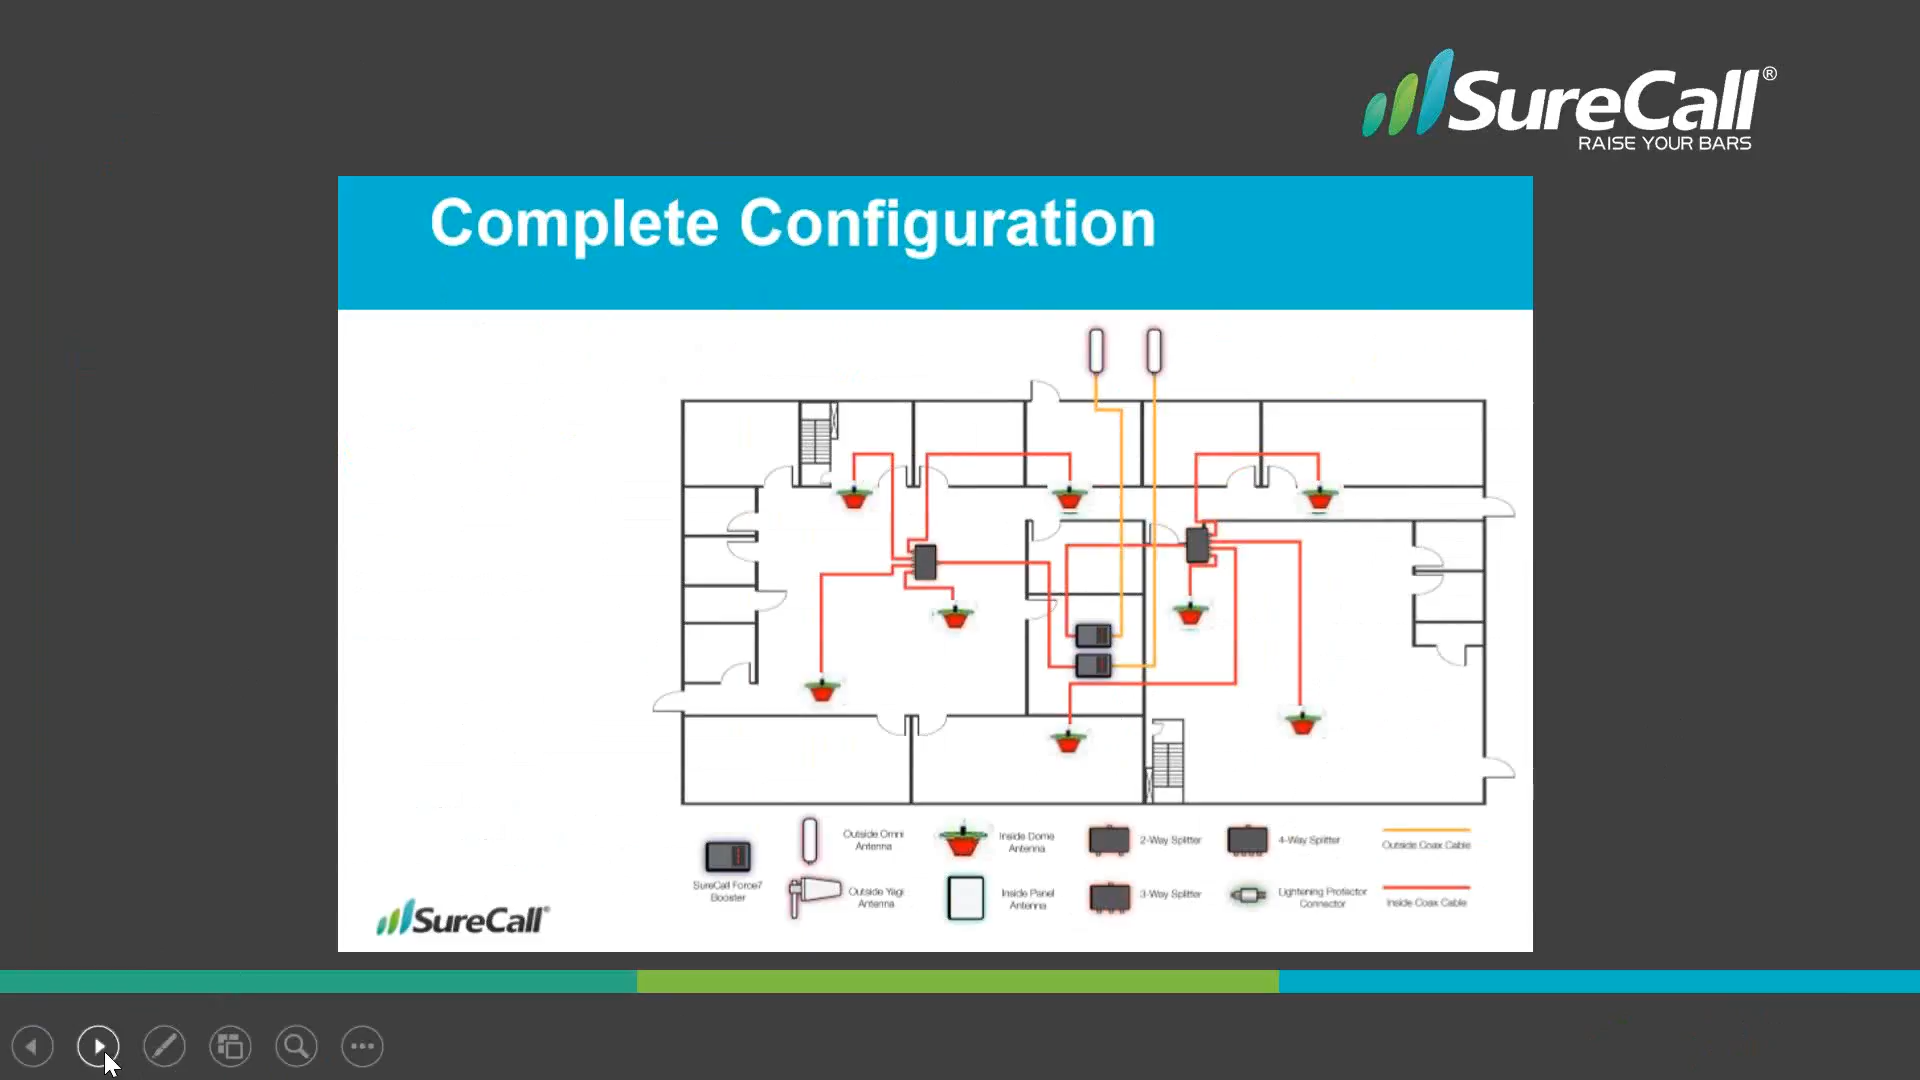 SureCall®
RAISE YOUR BARS
Complete Configuration
Outside Omni
Antenna
Inside Dome
Antenna
2-Way Splitter
4-Way Splitter
Outside Coax Cable
SureCall Force7
Booster
Outside Yagi
Antenna
Inside Panel
Antenna
3-Way Splitter
Lightening Protector
Connector
Inside Coax Cable
SureCall®